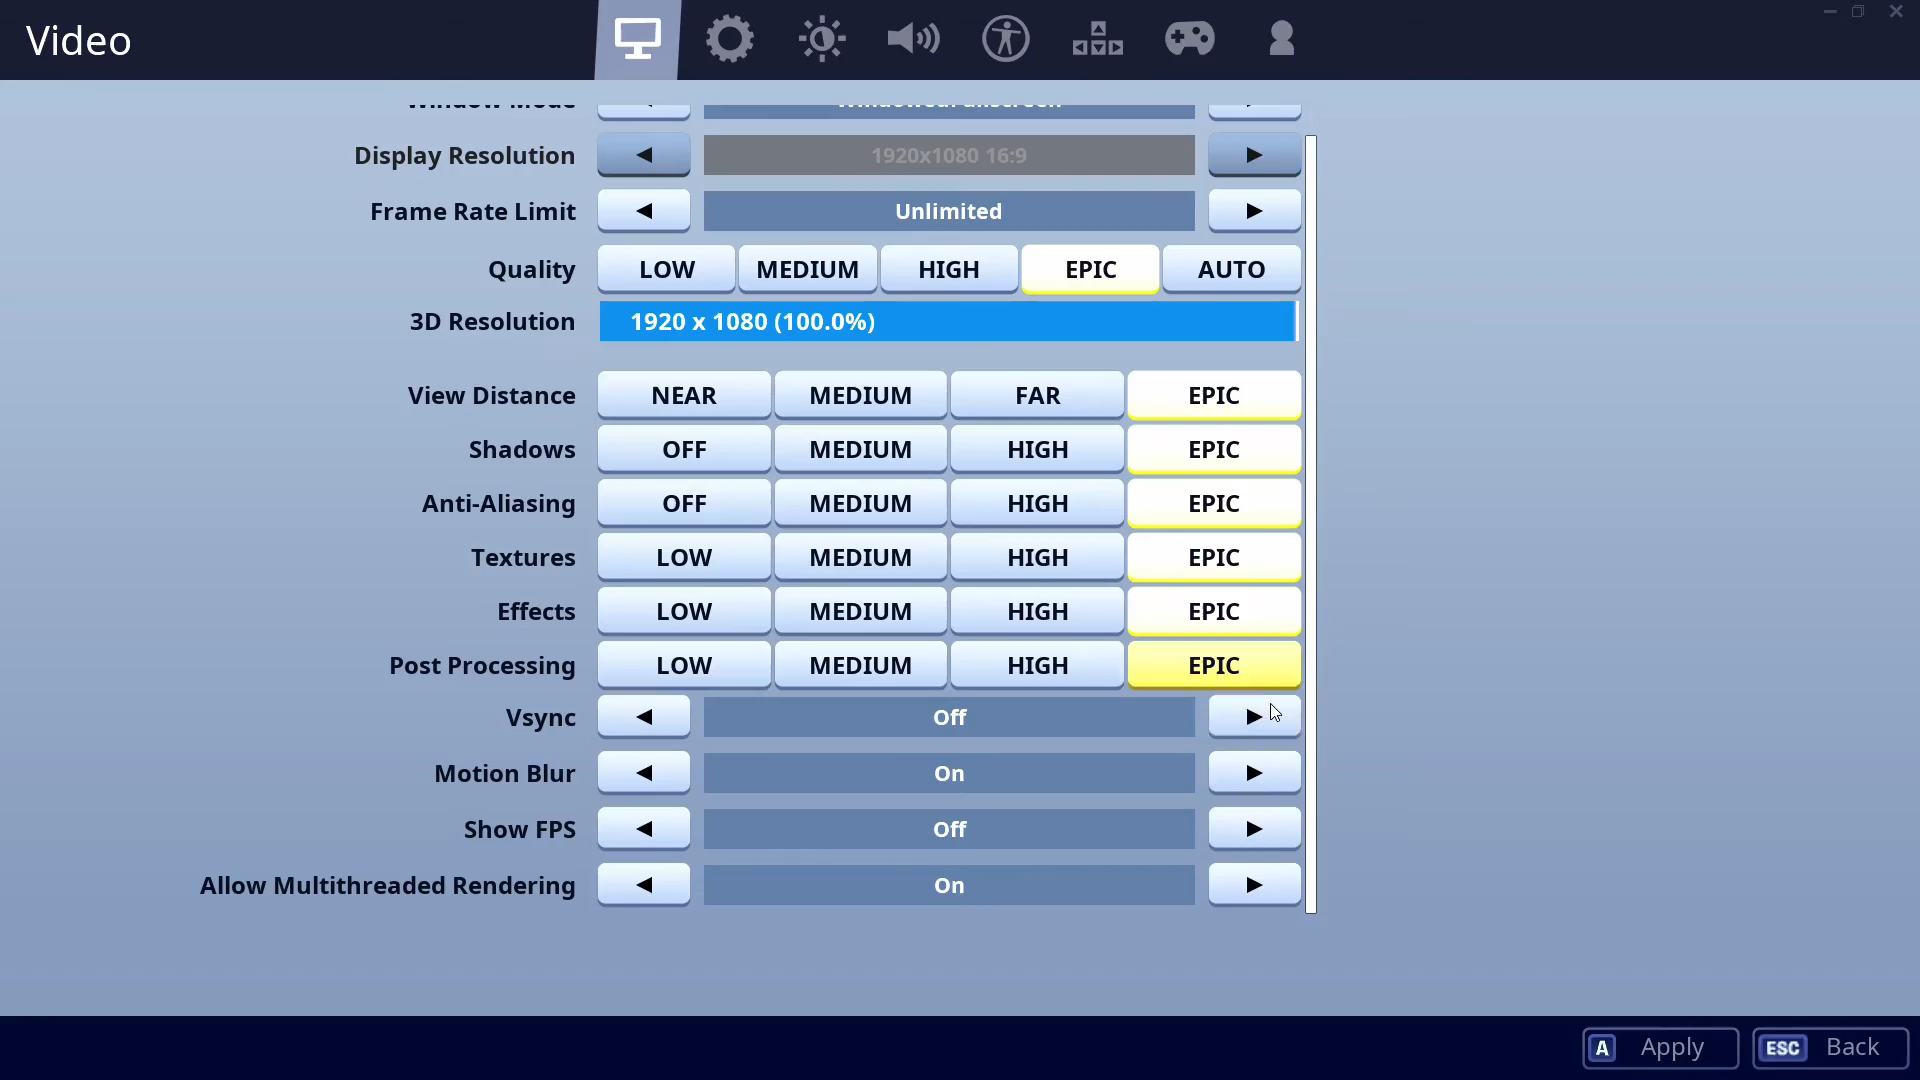 Video
Window Mode
Display Resolution ◀ 1920x1080 16:9 ▶
Frame Rate Limit ◀ Unlimited ▶
Quality LOW MEDIUM HIGH EPIC AUTO
3D Resolution 1920 x 1080 (100.0%)
View Distance NEAR MEDIUM FAR EPIC
Shadows OFF MEDIUM HIGH EPIC
Anti-Aliasing OFF MEDIUM HIGH EPIC
Textures LOW MEDIUM HIGH EPIC
Effects LOW MEDIUM HIGH EPIC
Post Processing LOW MEDIUM HIGH EPIC
Vsync ◀ Off ▶
Motion Blur ◀ On ▶
Show FPS ◀ Off ▶
Allow Multithreaded Rendering ◀ On ▶
A Apply ESC Back